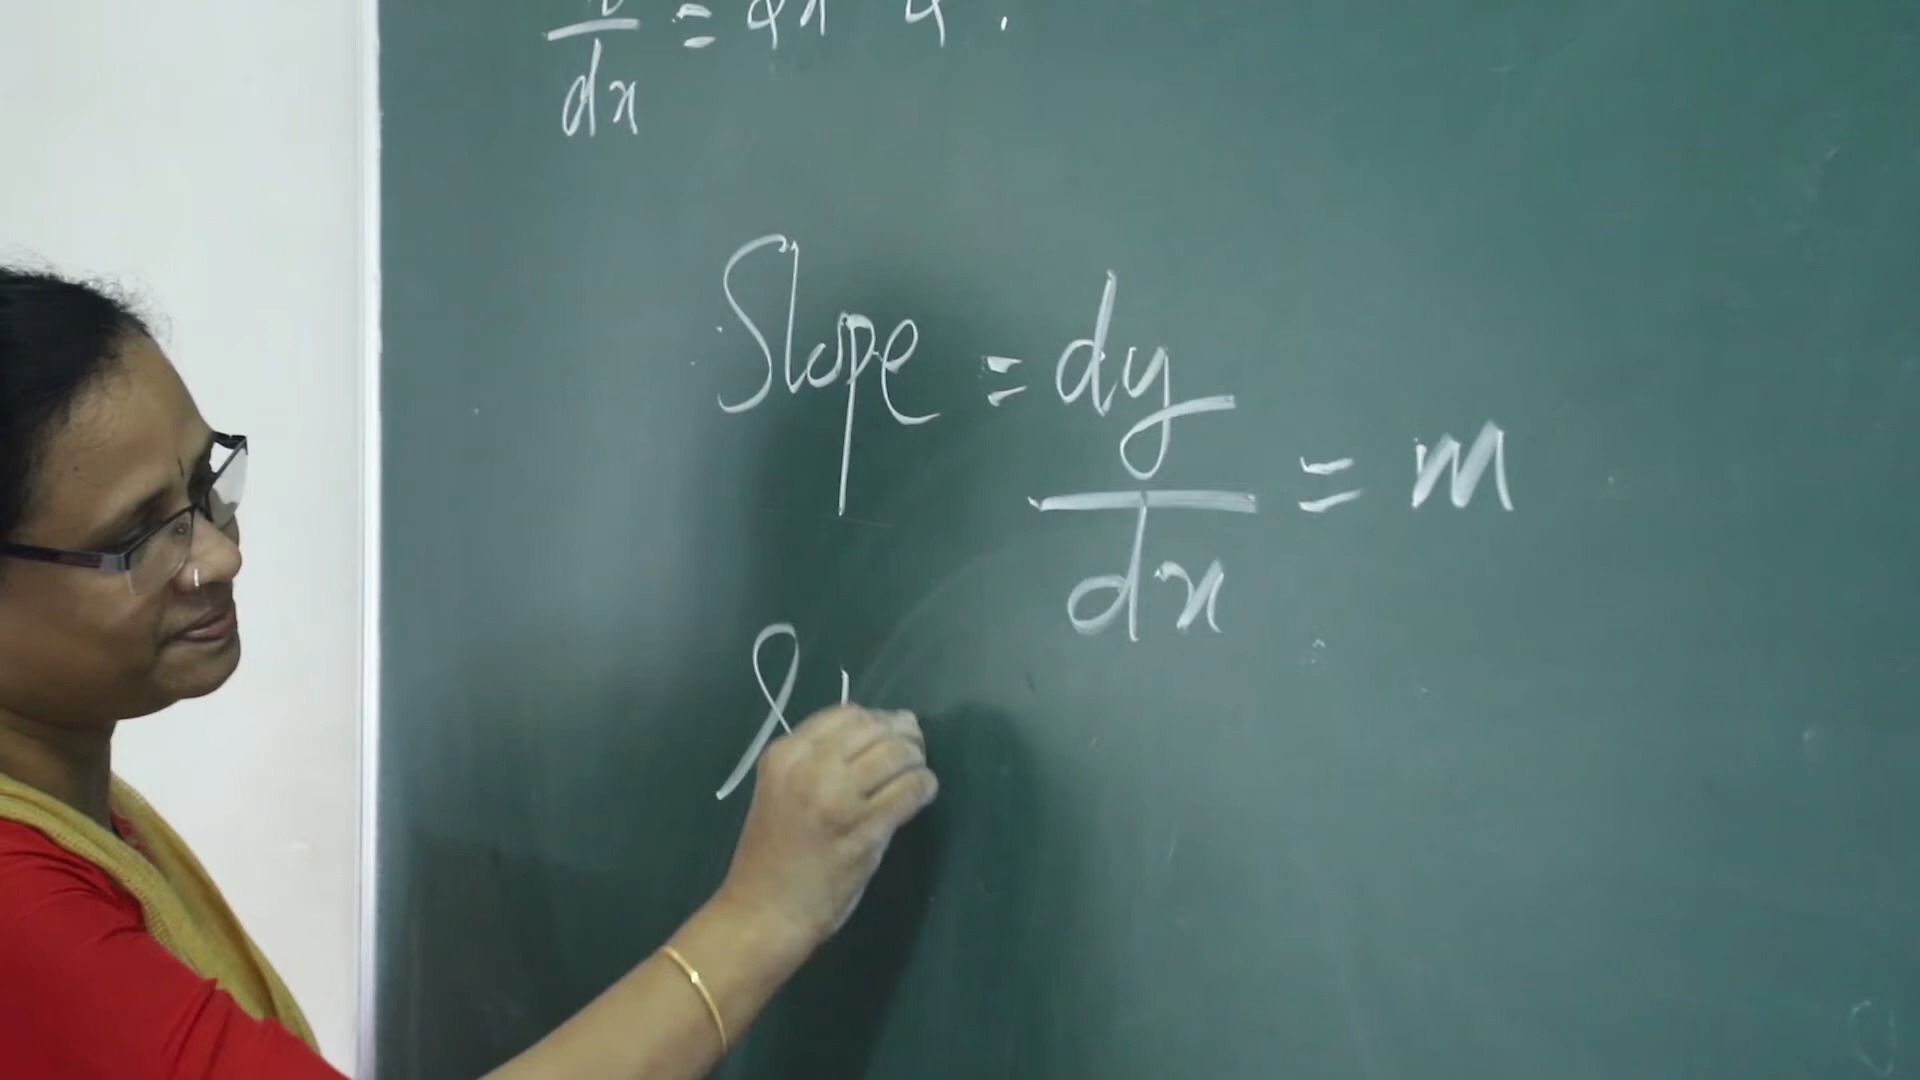 dx
Slope = dy/dx = m